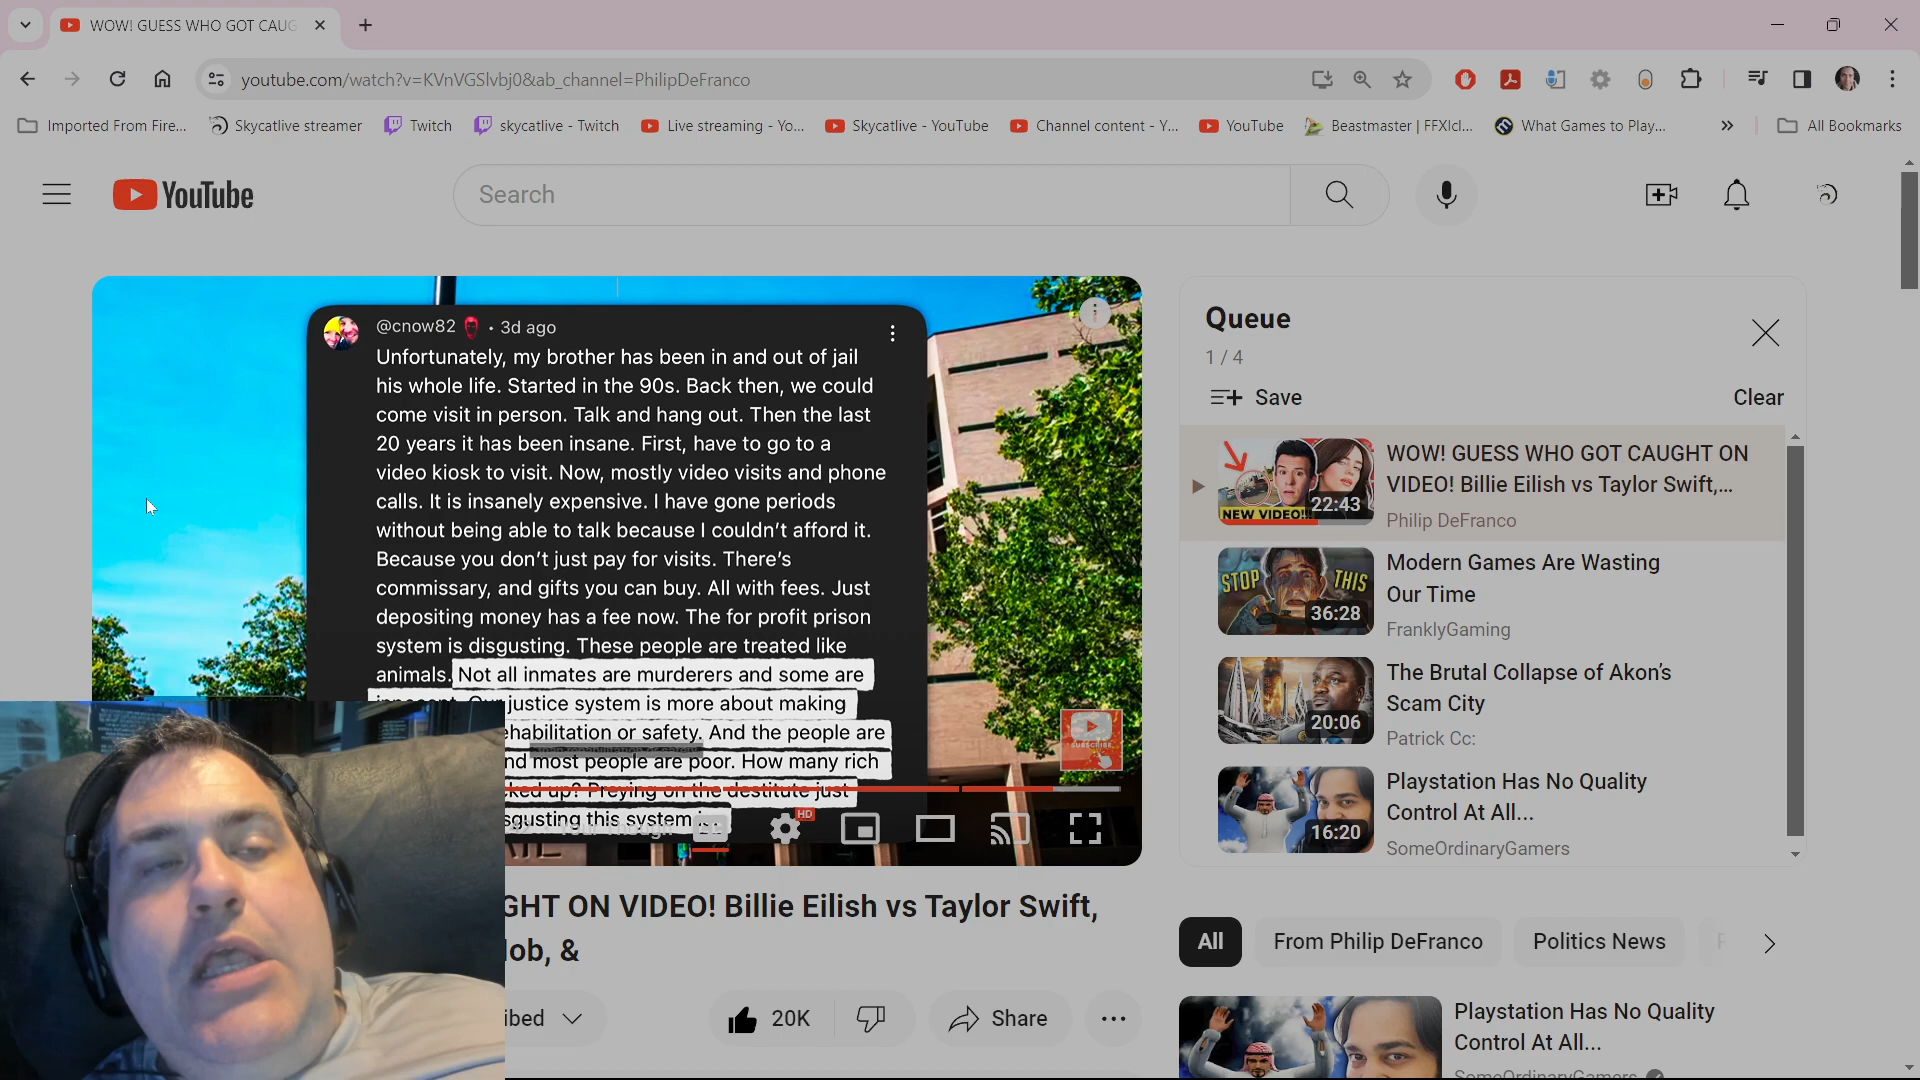 WOW! GUESS WHO GOT CAUG
youtube.com/watch?v=KVnVGSlvbj0&ab_channel=PhilipDeFranco
Imported From Fire...
Skycatlive streamer
Twitch
skycatlive - Twitch
Live streaming - Yo...
Skycatlive - YouTube
Channel content - Y...
YouTube
Beastmaster | FFXIcl...
What Games to Play...
All Bookmarks
YouTube
Search
@cnow82 • 3d ago
Unfortunately, my brother has been in and out of jail
his whole life. Started in the 90s. Back then, we could
come visit in person. Talk and hang out. Then the last
20 years it has been insane. First, have to go to a
video kiosk to visit. Now, mostly video visits and phone
calls. It is insanely expensive. I have gone periods
without being able to talk because I couldn't afford it.
Because you don't just pay for visits. There's
commissary, and gifts you can buy. All with fees. Just
depositing money has a fee now. The for profit prison
system is disgusting. These people are treated like
animals. Not all inmates are murderers and some are
justice system is more about making
ehabilitation or safety. And the people are
nd most people are poor. How many rich
cked up? Preying on the destitute just
sgusting this system is.
SUBSCRIBE
HD
GHT ON VIDEO! Billie Eilish vs Taylor Swift,
lob, &
ibed
20K
Share
Queue
1 / 4
Save
Clear
WOW! GUESS WHO GOT CAUGHT ON
VIDEO! Billie Eilish vs Taylor Swift,...
Philip DeFranco
NEW VIDEO!!!
22:43
Modern Games Are Wasting
Our Time
FranklyGaming
STOP THIS
36:28
The Brutal Collapse of Akon's
Scam City
Patrick Cc:
20:06
Playstation Has No Quality
Control At All...
SomeOrdinaryGamers
16:20
All
From Philip DeFranco
Politics News
Playstation Has No Quality
Control At All...
SomeOrdinaryGamers